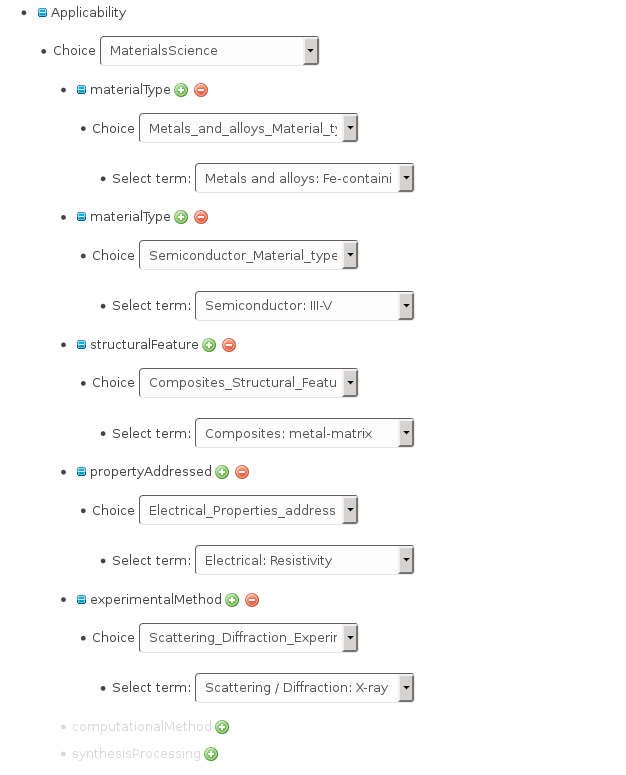 Applicability
Choice MaterialsScience
materialType
Choice Metals_and_alloys_Material_ty
Select term: Metals and alloys: Fe-containi
materialType
Choice Semiconductor_Material_type
Select term: Semiconductor: III-V
structuralFeature
Choice Composites_Structural_Featu
Select term: Composites: metal-matrix
propertyAddressed
Choice Electrical_Properties_address
Select term: Electrical: Resistivity
experimentalMethod
Choice Scattering_Diffraction_Experir
Select term: Scattering / Diffraction: X-ray
computationalMethod
synthesisProcessing